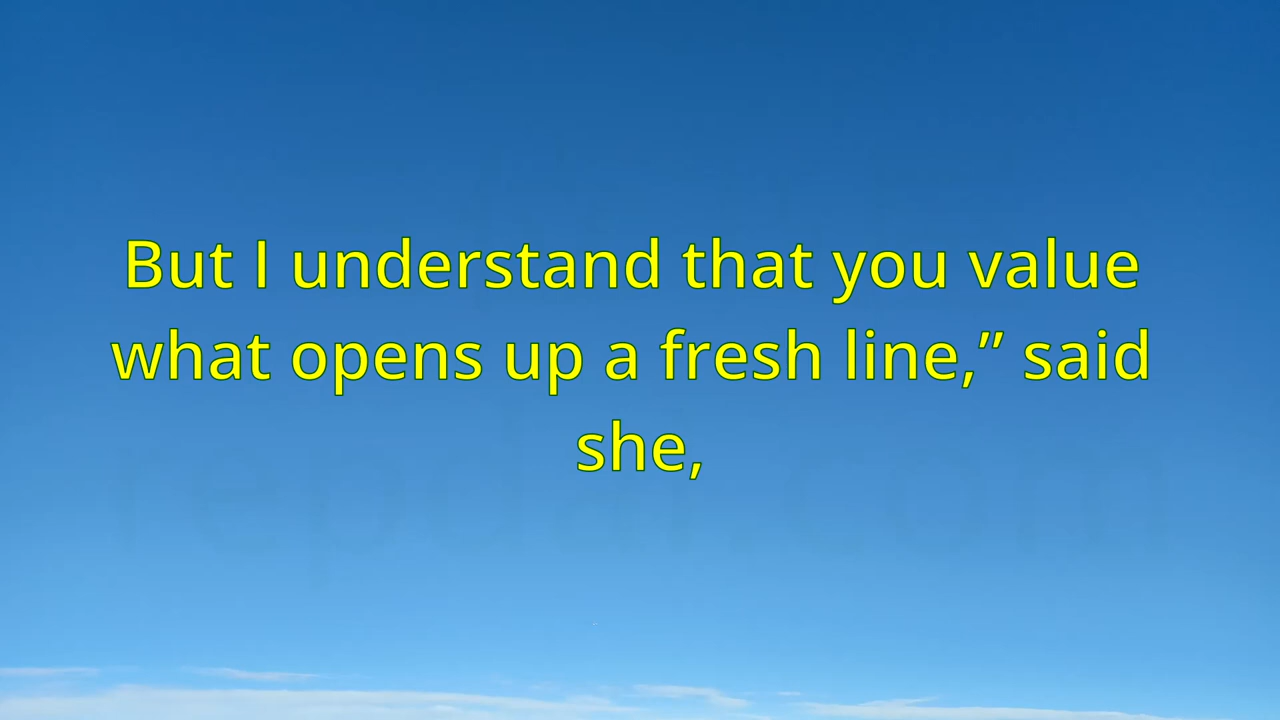 But I understand that you value
what opens up a fresh line,” said
she,